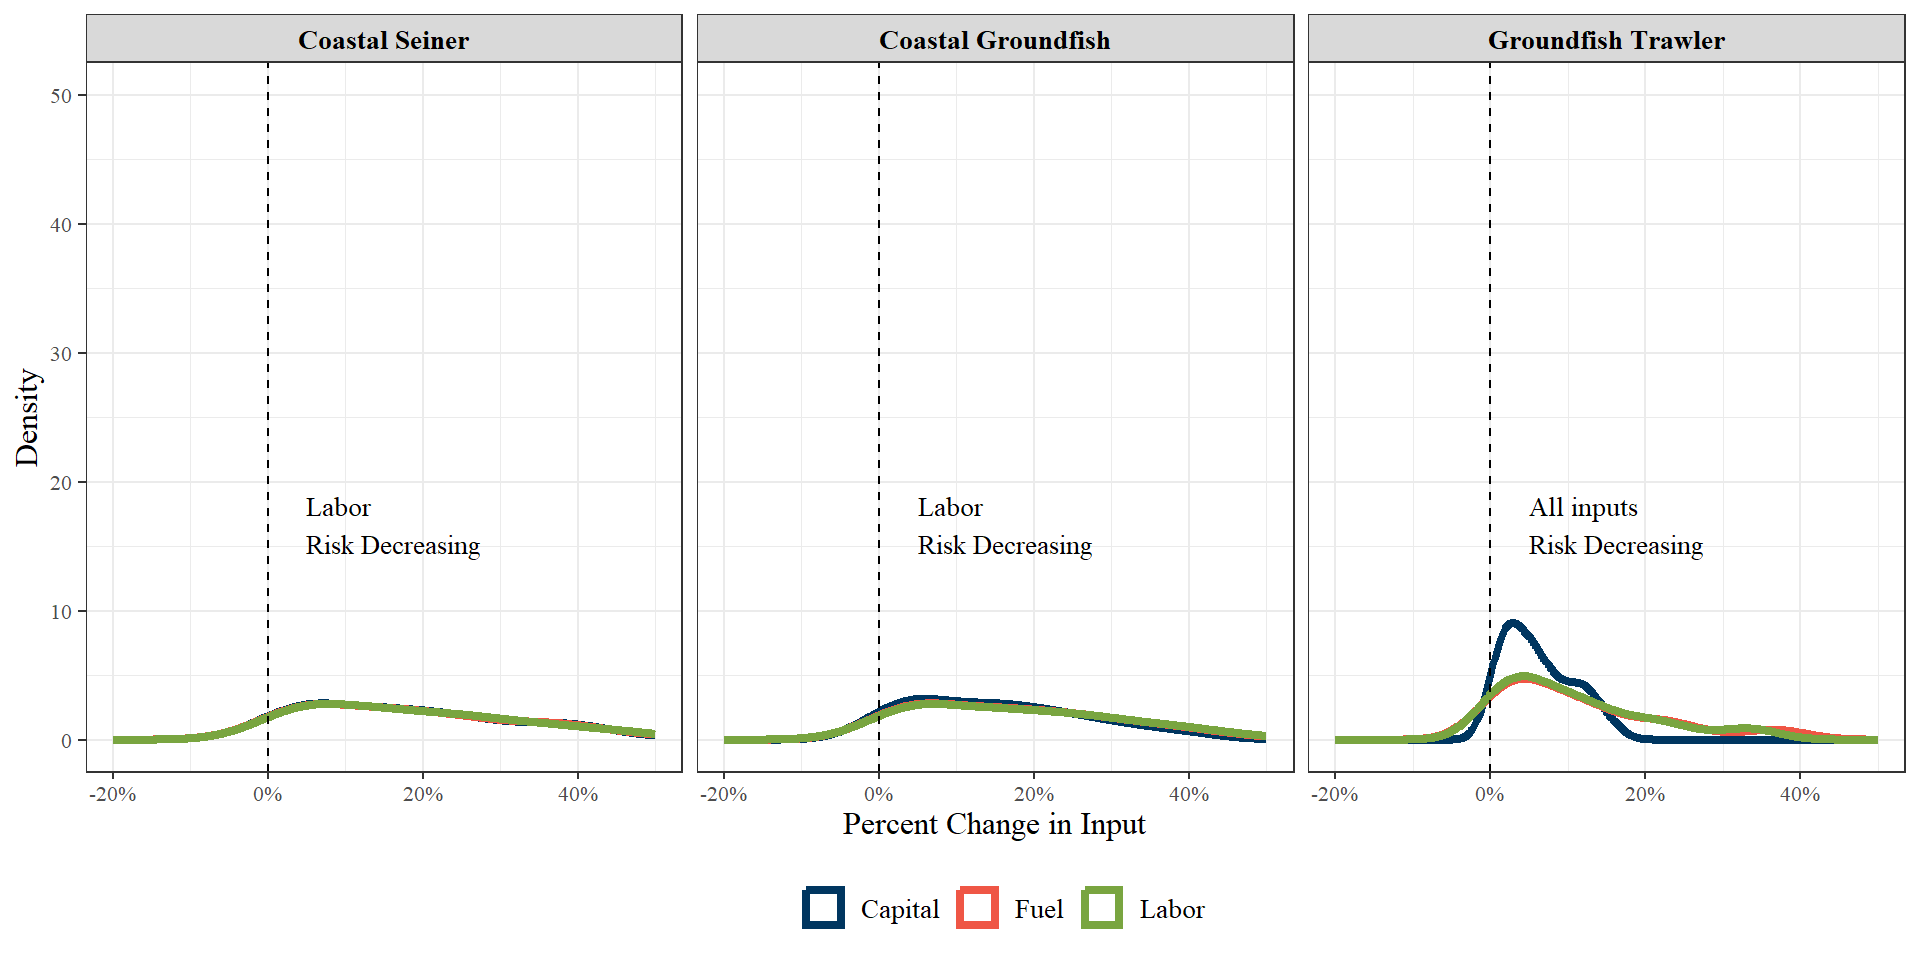 Coastal Seiner
Coastal Groundfish
Groundfish Trawler
50
40
30
20
10
0
Density
Labor
Risk Decreasing
Labor
Risk Decreasing
All inputs
Risk Decreasing
-20%
0%
20%
40%
-20%
0%
20%
40%
-20%
0%
20%
40%
Percent Change in Input
Capital
Fuel
Labor